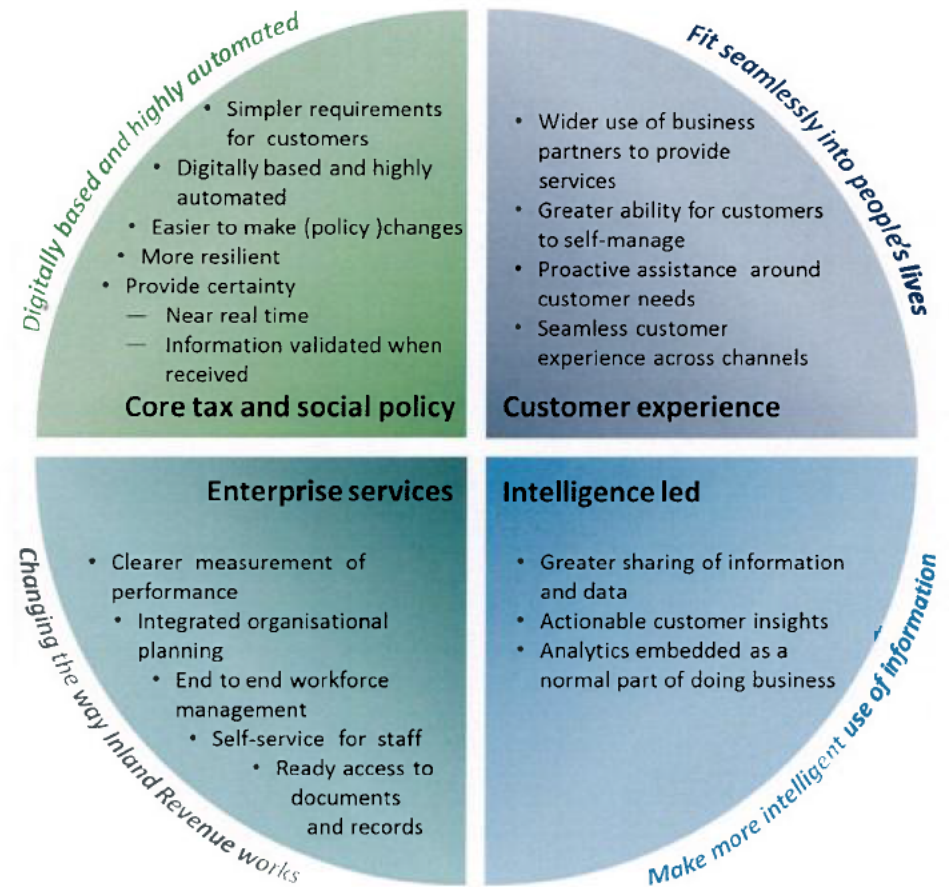 Digitally based and highly automated
• Simpler requirements
for customers
• Digitally based and highly
automated
• Easier to make (policy )changes
• More resilient
• Provide certainty
— Near real time
— Information validated when
received
Core tax and social policy
Fit seamlessly into people's lives
• Wider use of business
partners to provide
services
• Greater ability for customers
to self-manage
• Proactive assistance around
customer needs
• Seamless customer
experience across channels
Customer experience
Enterprise services
• Clearer measurement of
performance
• Integrated organisational
planning
• End to end workforce
management
• Self-service for staff
• Ready access to
documents
and records
Changing the way Inland Revenue works
Intelligence led
• Greater sharing of information
and data
• Actionable customer insights
• Analytics embedded as a
normal part of doing business
Make more intelligent use of information